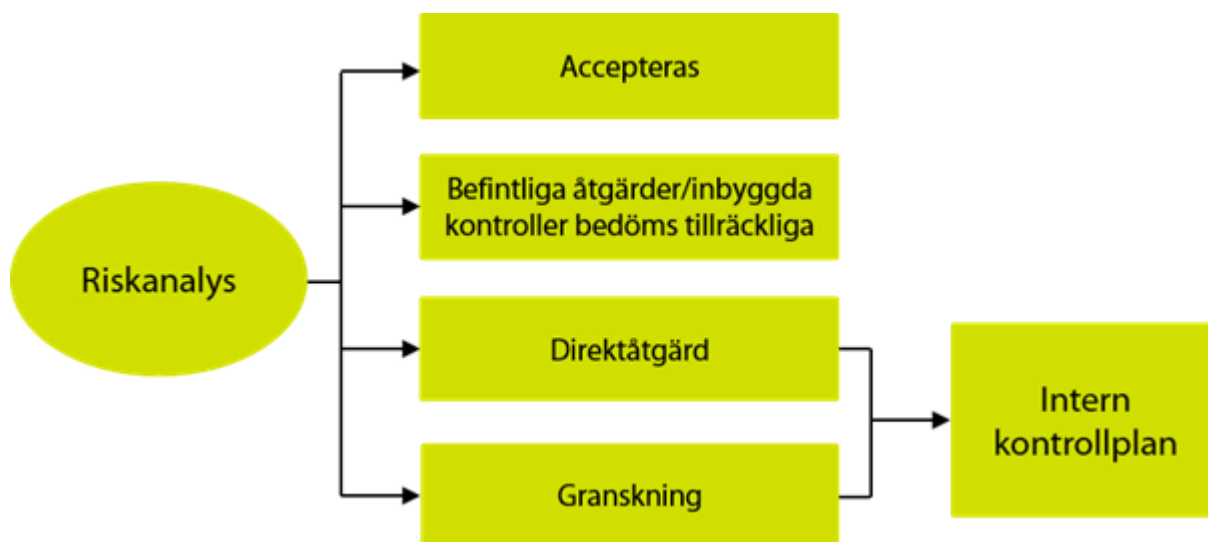 Riskanalys
Accepteras
Befintliga åtgärder/inbyggda
kontroller bedöms tillräckliga
Direktåtgärd
Granskning
Intern
kontrollplan